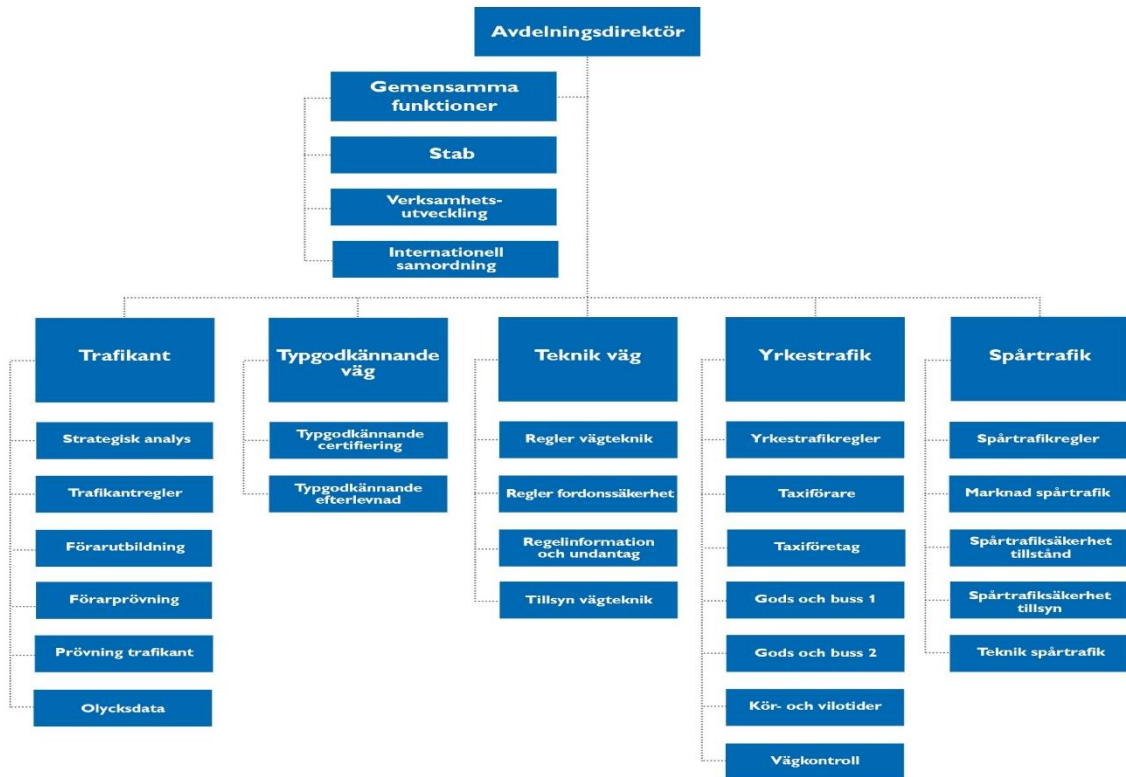 Avdelningsdirektör
Gemensamma
funktioner
Stab
Verksamhets-
utveckling
Internationell
samordning
Trafikant
Strategisk analys
Trafikantregler
Förarutbildning
Förarprövning
Prövning trafikant
Olycksdata
Typgodkännande
väg
Typgodkännande
certifiering
Typgodkännande
efterlevnad
Teknik väg
Regler vägteknik
Regler fordonssäkerhet
Regelinformation
och undantag
Tillsyn vägteknik
Yrkestrafik
Yrkestrafikregler
Taxiförare
Taxiföretag
Gods och buss 1
Gods och buss 2
Kör- och vilotider
Vägkontroll
Spårtrafik
Spårtrafikregler
Marknad spårtrafik
Spårtrafiksäkerhet
tillstånd
Spårtrafiksäkerhet
tillsyn
Teknik spårtrafik